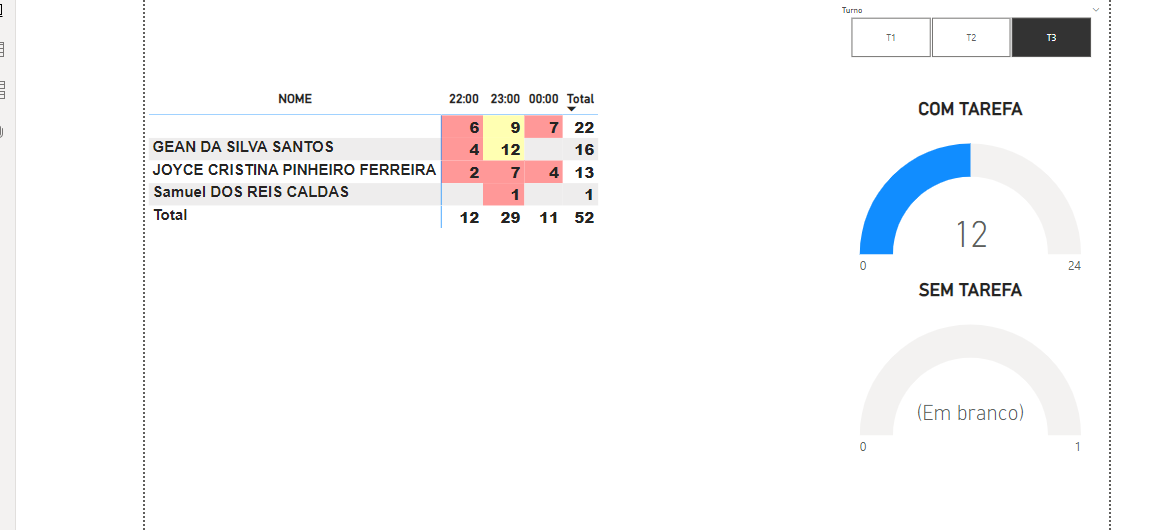 Turno
T1 T2 T3
NOME 22:00 23:00 00:00 Total
6 9 7 22
GEAN DA SILVA SANTOS 4 12 16
JOYCE CRISTINA PINHEIRO FERREIRA 2 7 4 13
Samuel DOS REIS CALDAS 1 1
Total 12 29 11 52
COM TAREFA
12
0 24
SEM TAREFA
(Em branco)
0 1